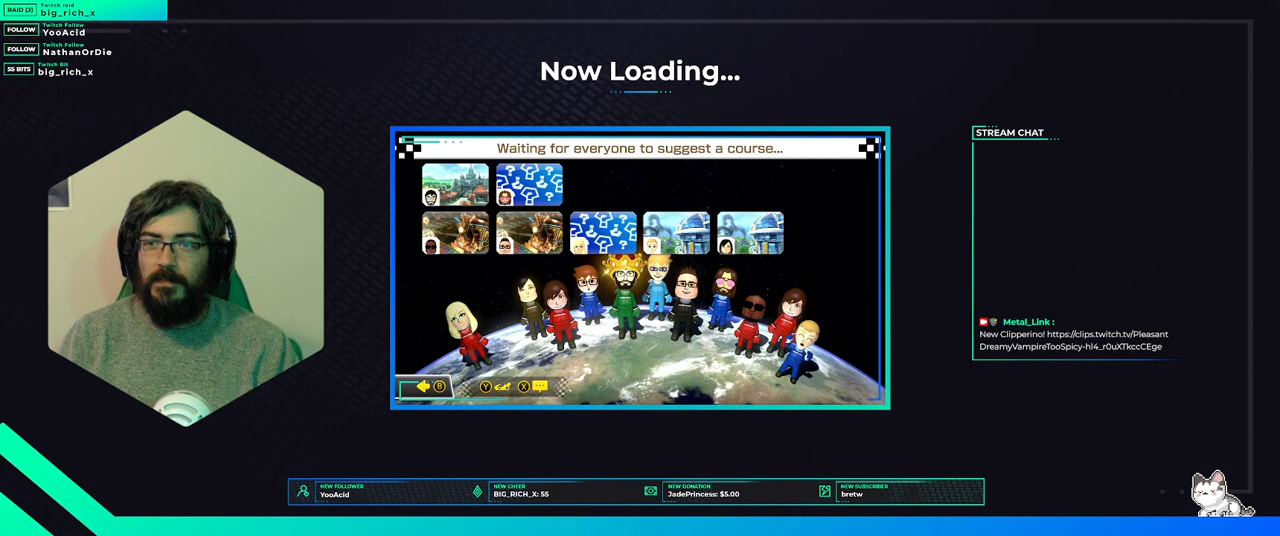 RAID (3)
Twitch raid
big_rich_x
FOLLOW
Twitch Follow
YooAcid
FOLLOW
Twitch Follow
NathanOrDie
55 BITS
Twitch Bit
big_rich_x
Now Loading...
Waiting for everyone to suggest a course...
B
Y
X
STREAM CHAT
Metal_Link :
New Clipperino! https://clips.twitch.tv/Pleasant
DreamyVampireTooSpicy-hI4_r0uXTkccCEge
NEW FOLLOWER
YooAcid
NEW CHEER
BIG_RICH_X: 55
NEW DONATION
JadePrincess: $5.00
NEW SUBSCRIBER
bretw